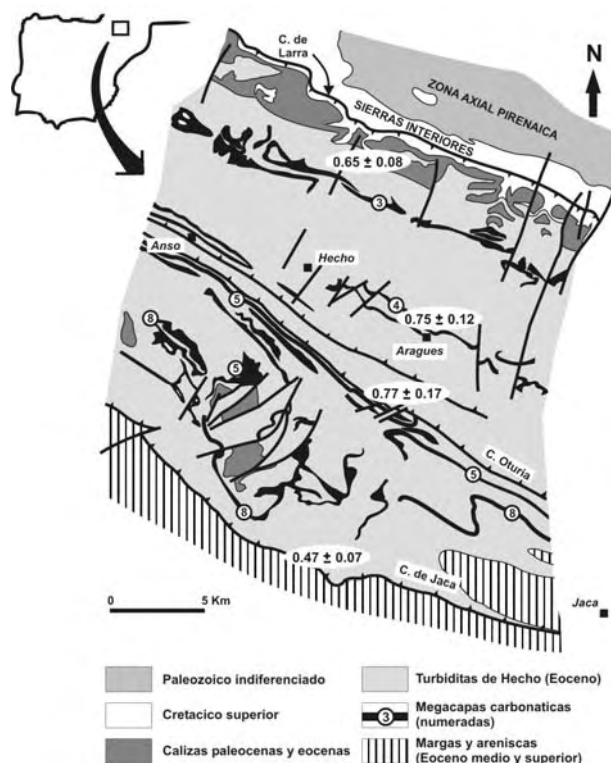 C. de
Larra
ZONA AXIAL PIRENAICA
N
SIERRAS INTERIORES
0.65 ± 0.08
3
Anso
Hecho
5
4
0.75 ± 0.12
8
Aragues
5
0.77 ± 0.17
C. Oturia
5
8
8
0.47 ± 0.07
C. de Jaca
0 5 Km
Jaca
Paleozoico indiferenciado
Turbiditas de Hecho (Eoceno)
Cretacico superior
3
Megacapas carbonaticas
(numeradas)
Calizas paleocenas y eocenas
Margas y areniscas
(Eoceno medio y superior)